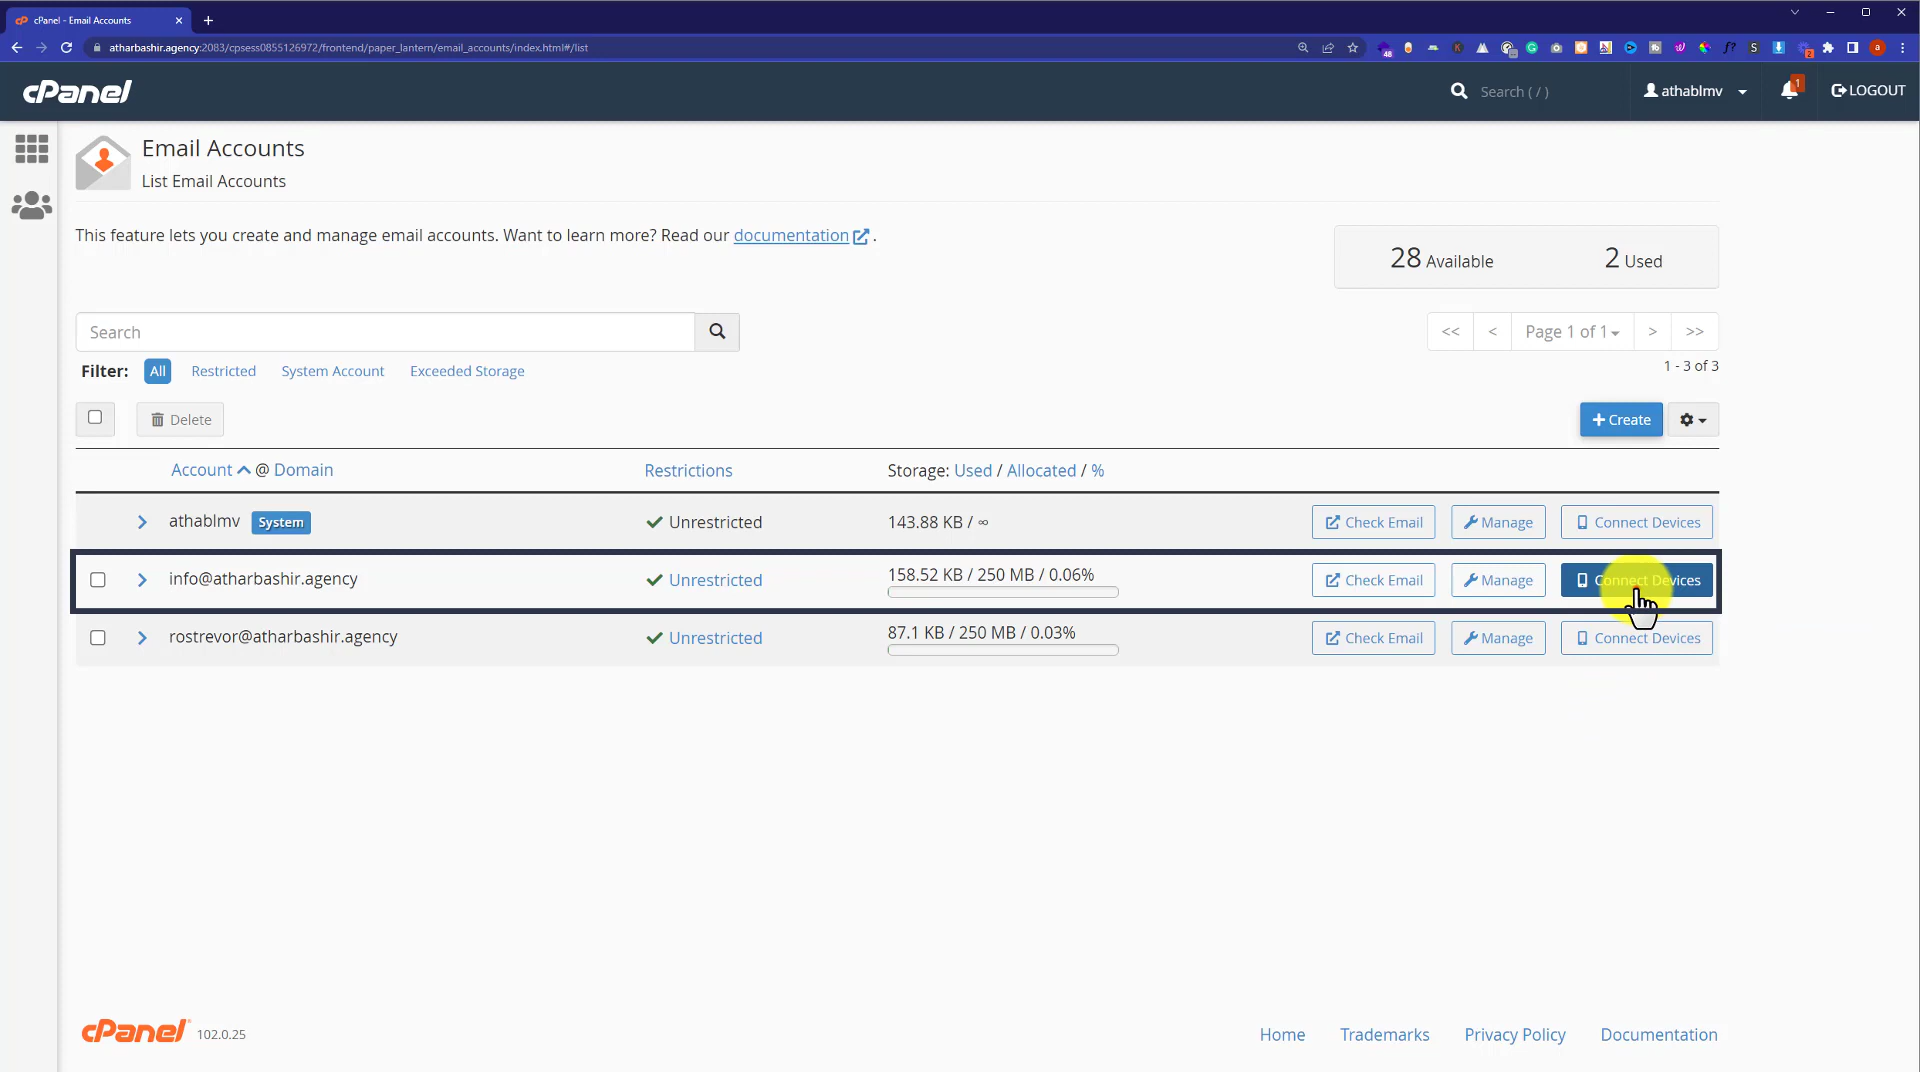 cPanel - Email Accounts
atharbashir.agency:2083/cpsess0855126972/frontend/paper_lantern/email_accounts/index.html#/list
cPanel
Search ( / )
athablmv
1
LOGOUT
Email Accounts
List Email Accounts
This feature lets you create and manage email accounts. Want to learn more? Read our documentation .
28 Available
2 Used
Search
<< < Page 1 of 1 > >>
Filter: All Restricted System Account Exceeded Storage
1 - 3 of 3
Delete
Create
Account @ Domain
Restrictions
Storage: Used / Allocated / %
athablmv System Unrestricted 143.88 KB / ∞ Check Email Manage Connect Devices
info@atharbashir.agency Unrestricted 158.52 KB / 250 MB / 0.06% Check Email Manage Connect Devices
rostrevor@atharbashir.agency Unrestricted 87.1 KB / 250 MB / 0.03% Check Email Manage Connect Devices
cPanel 102.0.25
Home Trademarks Privacy Policy Documentation